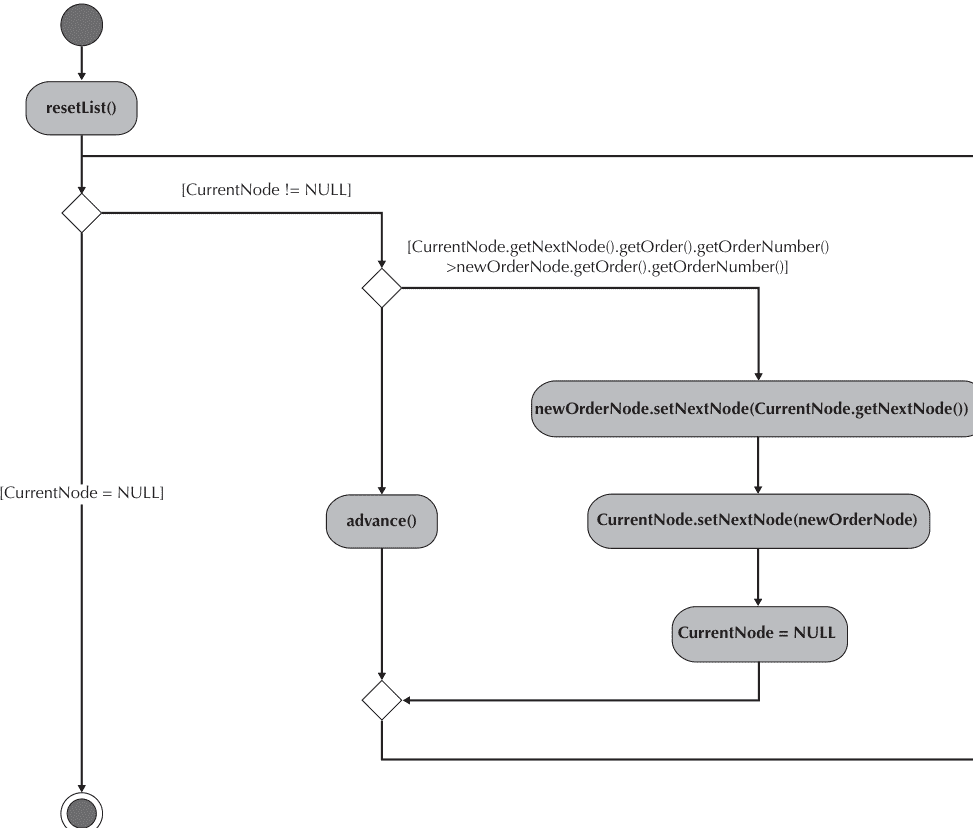 resetList()
[CurrentNode != NULL]
[CurrentNode.getNextNode().getOrder().getOrderNumber()
>newOrderNode.getOrder().getOrderNumber()]
newOrderNode.setNextNode(CurrentNode.getNextNode())
[CurrentNode = NULL]
advance()
CurrentNode.setNextNode(newOrderNode)
CurrentNode = NULL